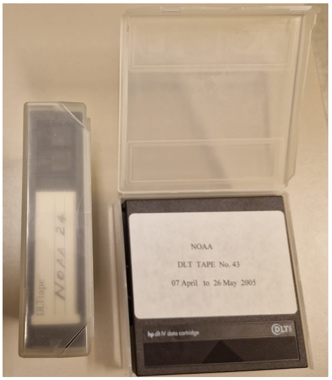 DLTtape
NOAA 24
NOAA
DLT TAPE No. 43
07 April to 26 May 2005
hp dlt IV data cartridge
DLT